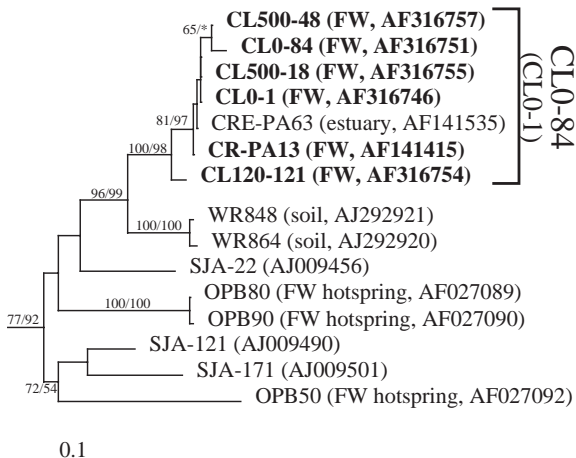 65/*
CL500-48 (FW, AF316757)
CL0-84 (FW, AF316751)
CL500-18 (FW, AF316755)
CL0-1 (FW, AF316746)
81/97
CRE-PA63 (estuary, AF141535)
100/98
CR-PA13 (FW, AF141415)
CL120-121 (FW, AF316754)
CL0-84
(CL0-1)
96/99
WR848 (soil, AJ292921)
100/100
WR864 (soil, AJ292920)
SJA-22 (AJ009456)
OPB80 (FW hotspring, AF027089)
100/100
OPB90 (FW hotspring, AF027090)
77/92
SJA-121 (AJ009490)
SJA-171 (AJ009501)
72/54
OPB50 (FW hotspring, AF027092)
0.1